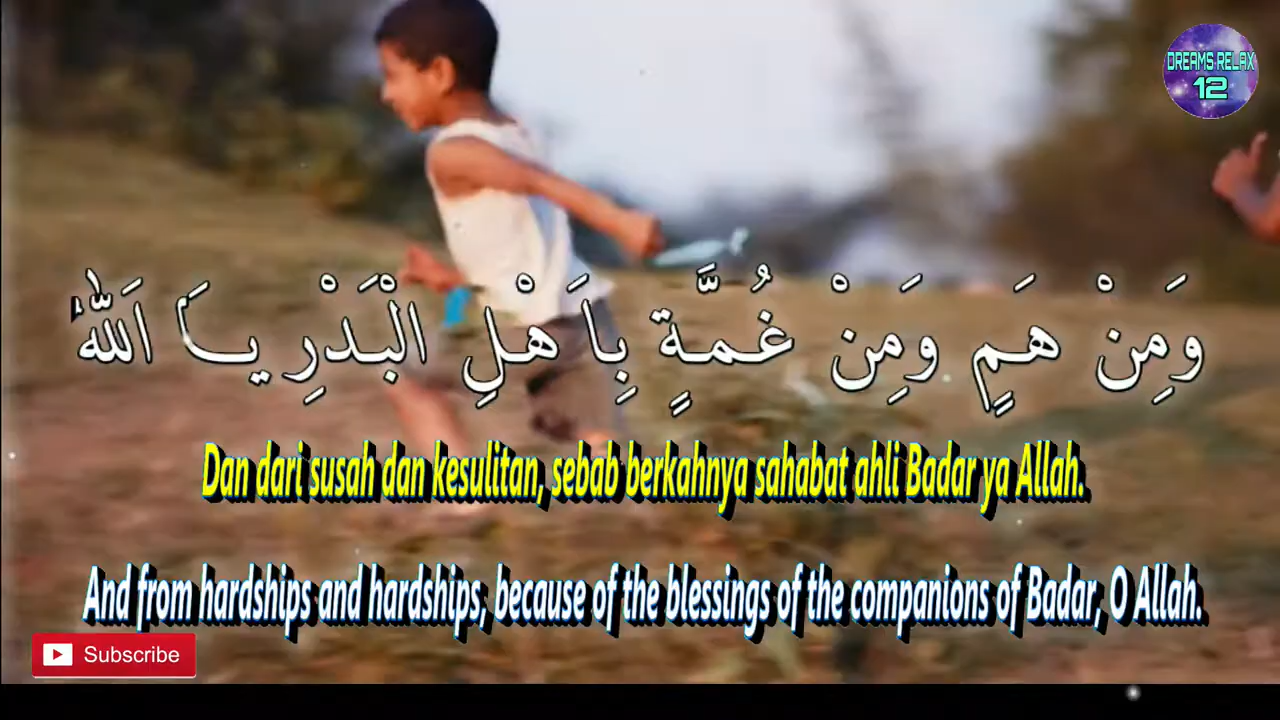 DREAMS RELAX
12
وَمِنْ هَمٍ وَمِنْ غُمَّةٍ بِاَهْلِ الْبَدْرِ يَا اَللّٰهُ
Dan dari susah dan kesulitan, sebab berkahnya sahabat ahli Badar ya Allah.
And from hardships and hardships, because of the blessings of the companions of Badar, O Allah.
Subscribe